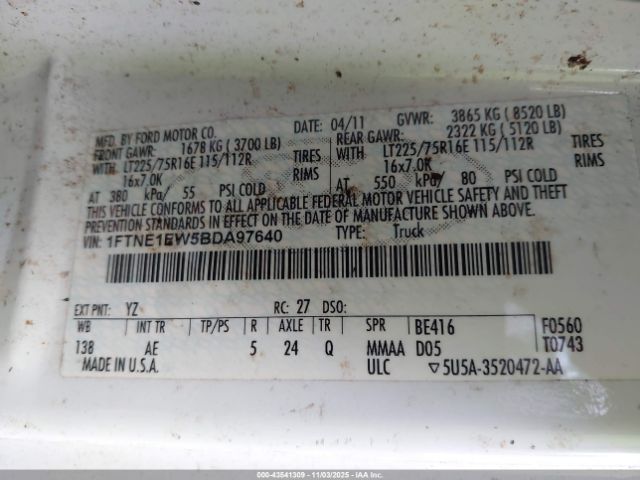 MFD. BY FORD MOTOR CO. DATE: 04/11 GVWR: 3865 KG ( 8520 LB)
FRONT GAWR: 1678 KG ( 3700 LB) REAR GAWR: 2322 KG ( 5120 LB)
WITH LT225/75R16E 115/112R TIRES WITH LT225/75R16E 115/112R TIRES
16x7.0K RIMS 16x7.0K RIMS
AT 380 kPa/ 55 PSI COLD AT 550 kPa/ 80 PSI COLD
THIS VEHICLE CONFORMS TO ALL APPLICABLE FEDERAL MOTOR VEHICLE SAFETY AND THEFT
PREVENTION STANDARDS IN EFFECT ON THE DATE OF MANUFACTURE SHOWN ABOVE.
VIN: 1FTNE1EW5BDA97640 TYPE: Truck
EXT PNT: YZ RC: 27 DSO:
WB INT TR TP/PS R AXLE TR SPR BE416 F0560
138 AE 5 24 Q MMAA D05 T0743
MADE IN U.S.A. ULC ▽5U5A-3520472-AA
000-43541309 - 11/03/2025 - IAAI.com